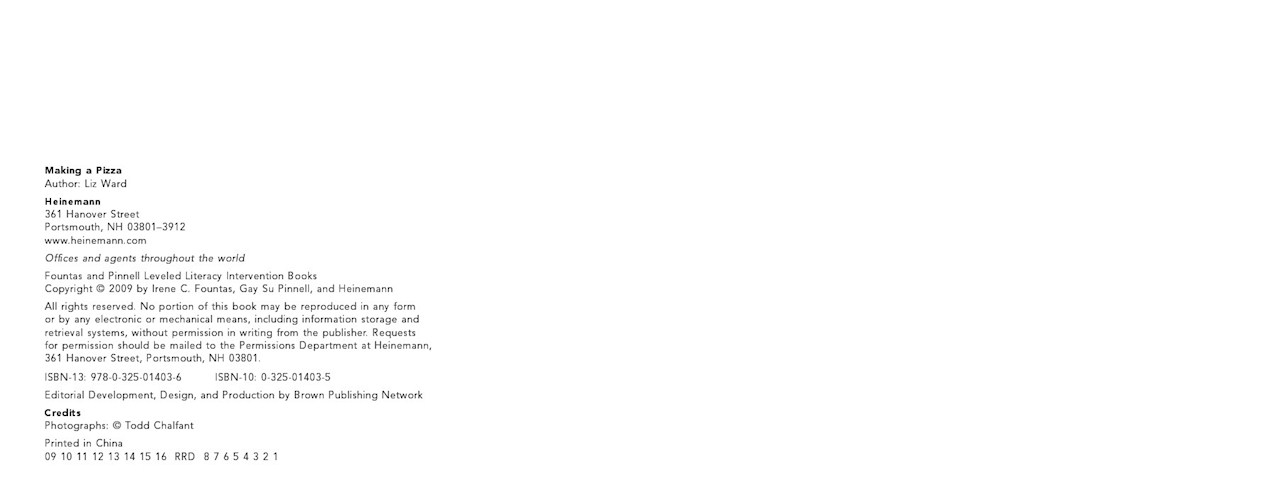 Making a Pizza
Author: Liz Ward
Heinemann
361 Hanover Street
Portsmouth, NH 03801–3912
www.heinemann.com
Offices and agents throughout the world
Fountas and Pinnell Leveled Literacy Intervention Books
Copyright © 2009 by Irene C. Fountas, Gay Su Pinnell, and Heinemann
All rights reserved. No portion of this book may be reproduced in any form
or by any electronic or mechanical means, including information storage and
retrieval systems, without permission in writing from the publisher. Requests
for permission should be mailed to the Permissions Department at Heinemann,
361 Hanover Street, Portsmouth, NH 03801.
ISBN-13: 978-0-325-01403-6 ISBN-10: 0-325-01403-5
Editorial Development, Design, and Production by Brown Publishing Network
Credits
Photographs: © Todd Chalfant
Printed in China
09 10 11 12 13 14 15 16 RRD 8 7 6 5 4 3 2 1